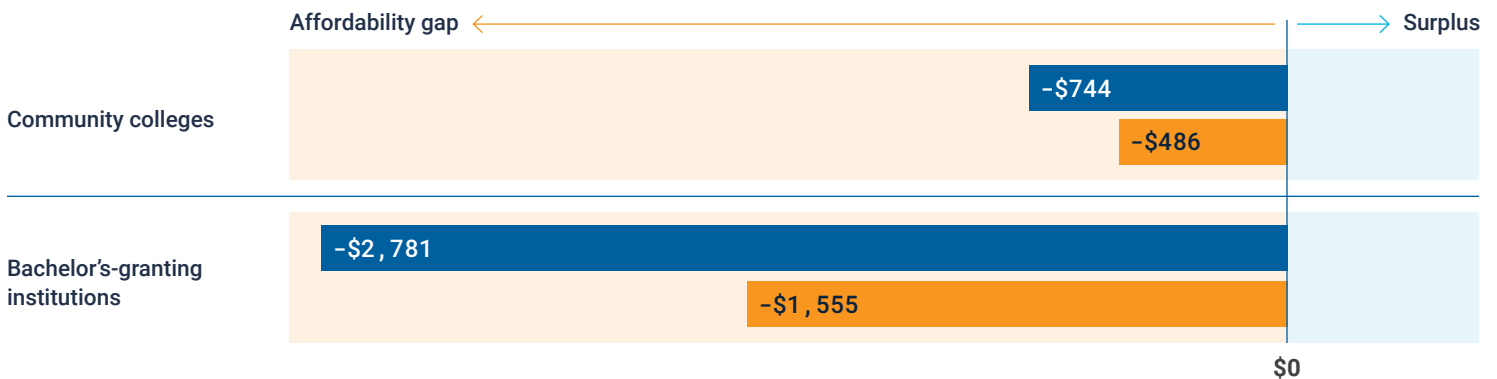 Affordability gap
Surplus
Community colleges
−$744
−$486
Bachelor’s-granting
institutions
−$2,781
−$1,555
$0